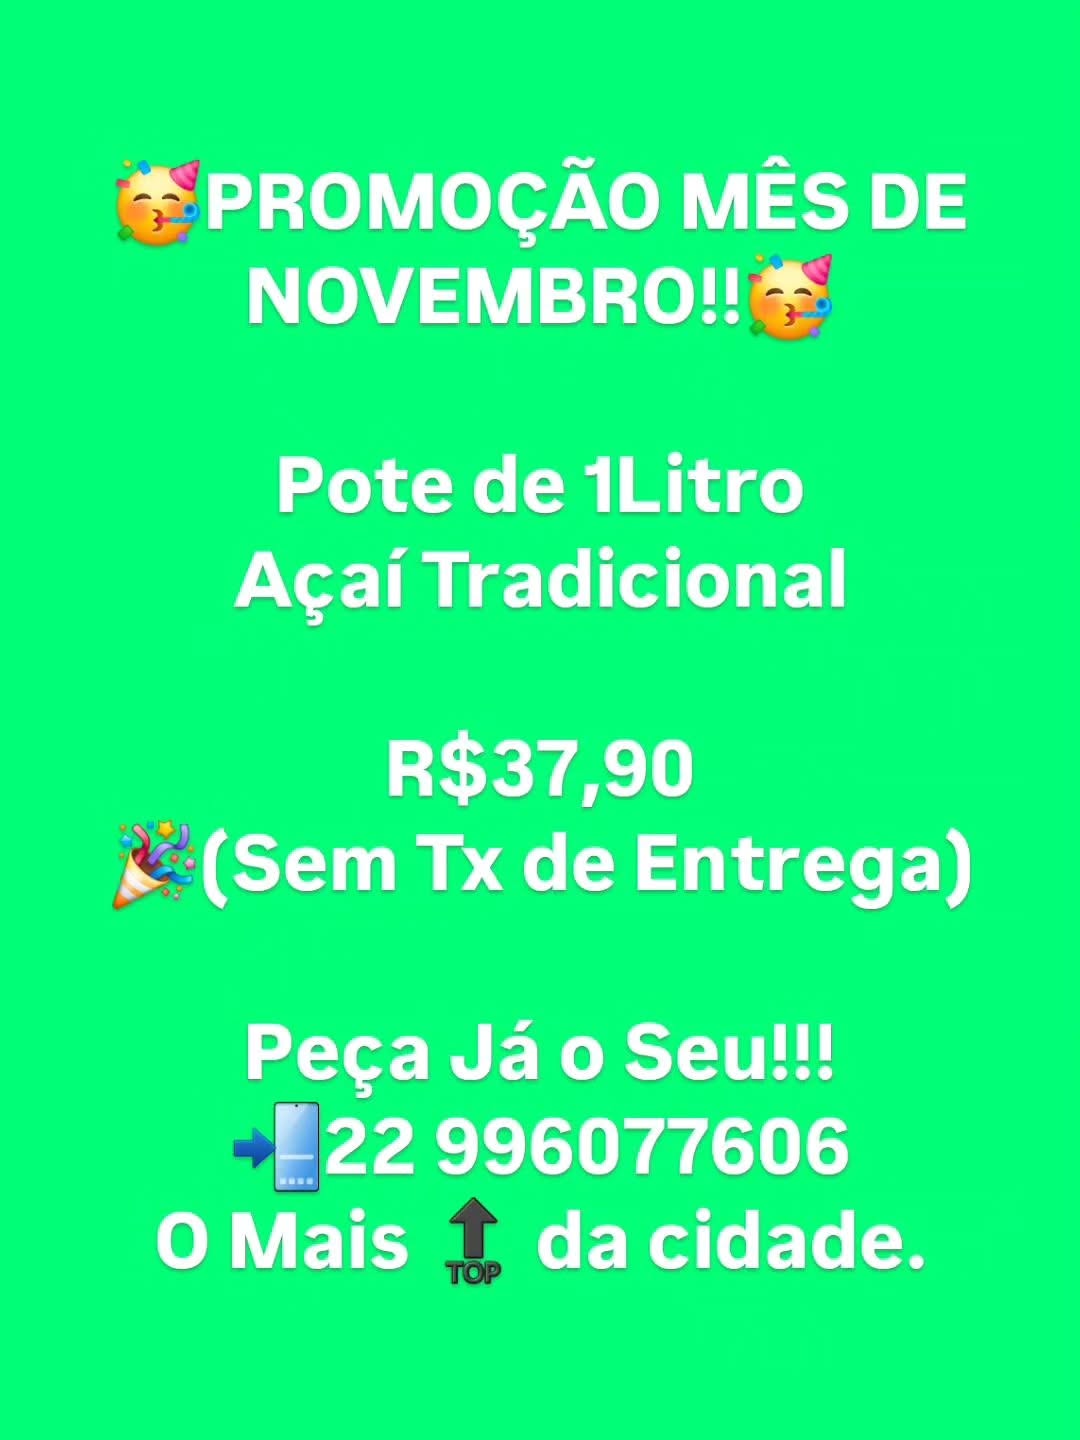 🥳PROMOÇÃO MÊS DE
NOVEMBRO!!🥳
Pote de 1Litro
Açaí Tradicional
R$37,90
🎉(Sem Tx de Entrega)
Peça Já o Seu!!!
📲22 996077606
O Mais 🔝 da cidade.